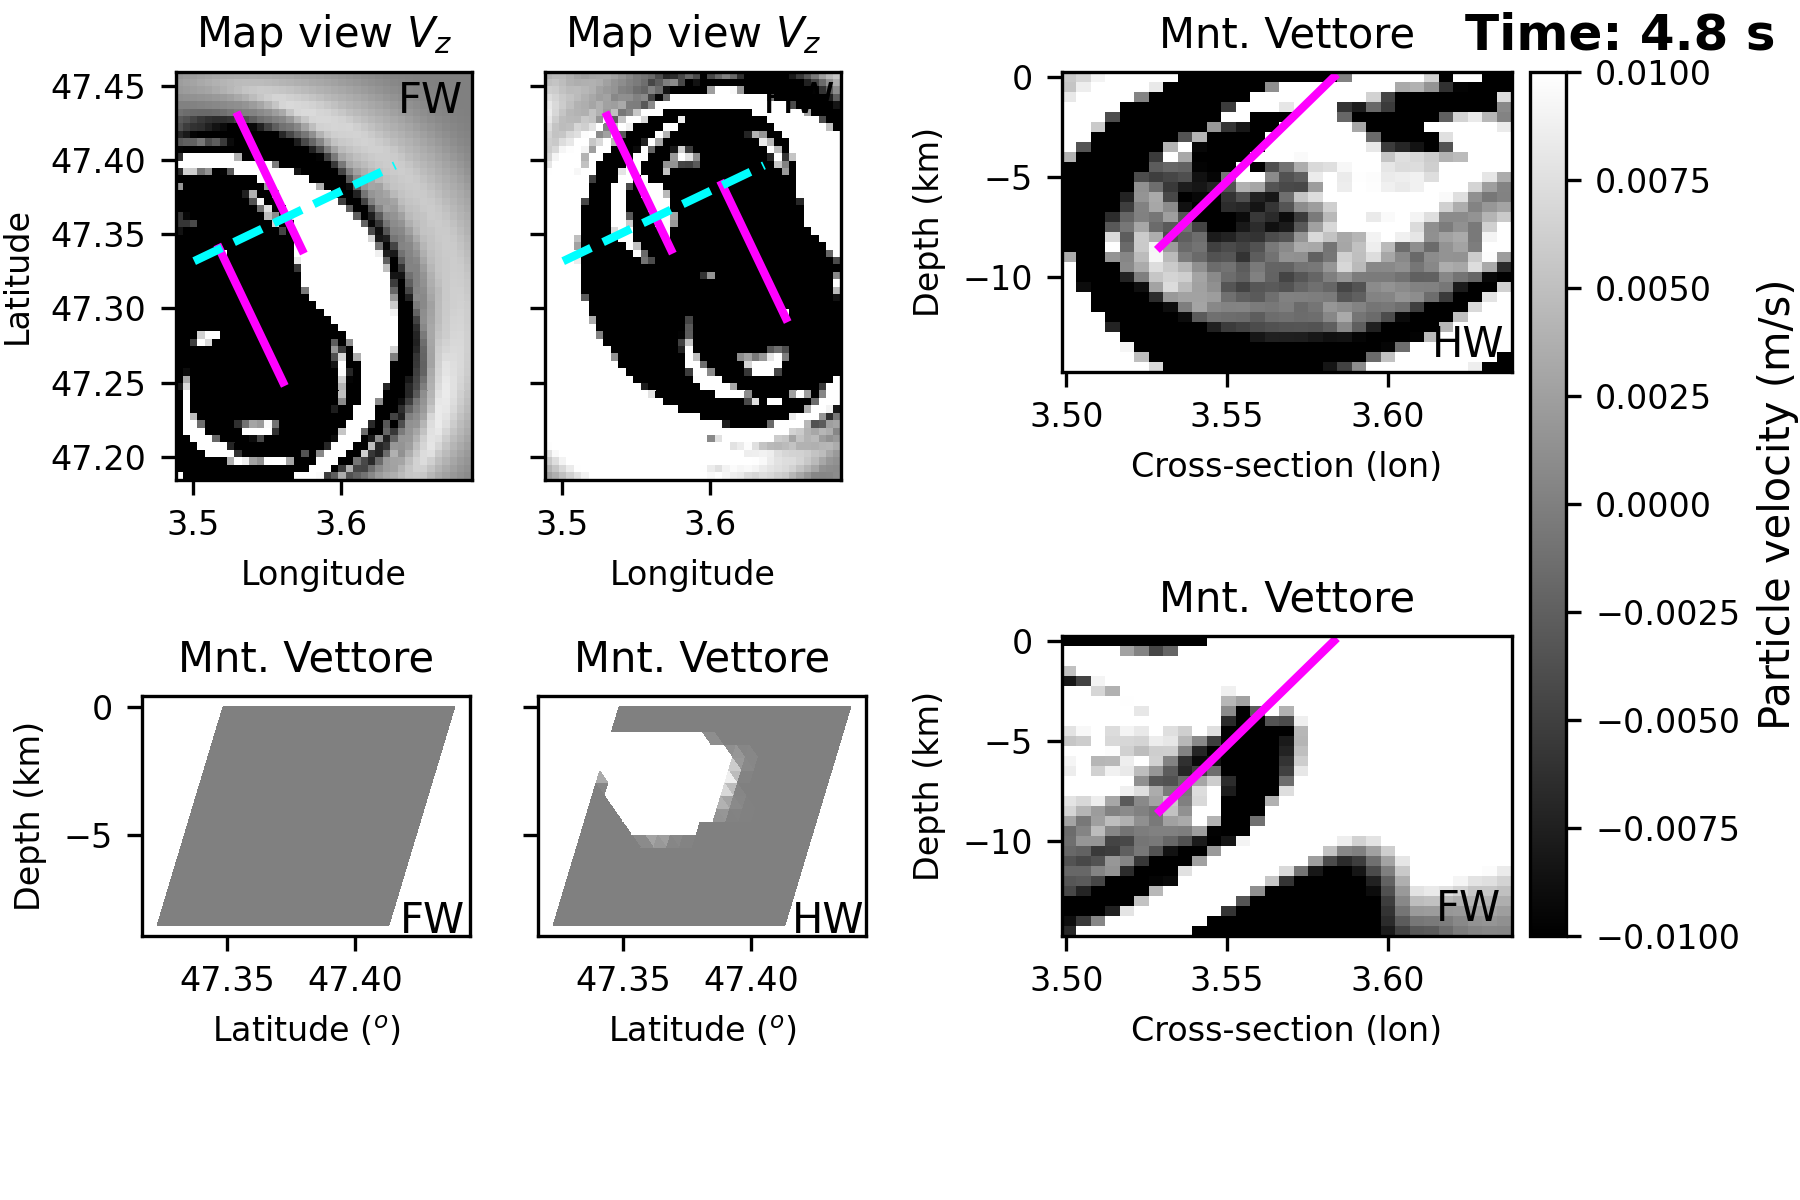 Map view Vz
FW
47.45
47.40
47.35
47.30
47.25
47.20
Latitude
3.5
3.6
Longitude
Map view Vz
3.5
3.6
Longitude
Mnt. Vettore
Time: 4.8 s
0
−5
−10
Depth (km)
HW
3.50
3.55
3.60
Cross-section (lon)
0.0100
0.0075
0.0050
0.0025
0.0000
−0.0025
−0.0050
−0.0075
−0.0100
Particle velocity (m/s)
Mnt. Vettore
0
−5
Depth (km)
FW
47.35
47.40
Latitude (o)
Mnt. Vettore
HW
47.35
47.40
Latitude (o)
Mnt. Vettore
0
−5
−10
Depth (km)
FW
3.50
3.55
3.60
Cross-section (lon)